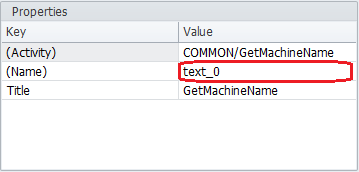 Properties
Key Value
(Activity) COMMON/GetMachineName
(Name) text_0
Title GetMachineName